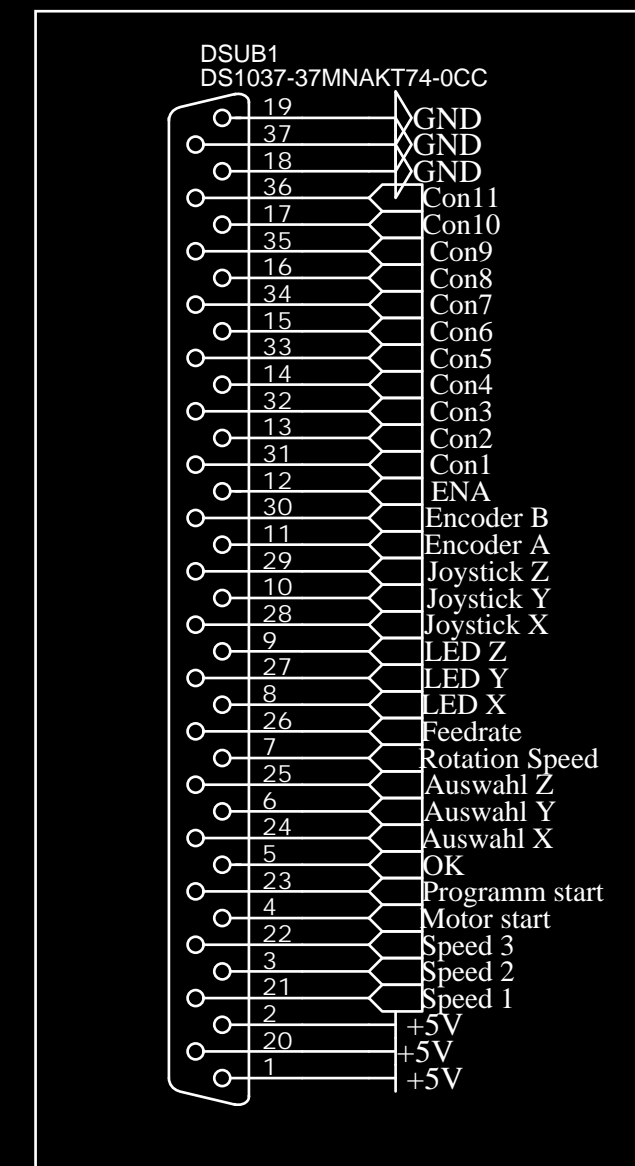 DSUB1
DS1037-37MNAKT74-0CC
19 GND
37 GND
18 GND
36 Con11
17 Con10
35 Con9
16 Con8
34 Con7
15 Con6
33 Con5
14 Con4
32 Con3
13 Con2
31 Con1
12 ENA
30 Encoder B
11 Encoder A
29 Joystick Z
10 Joystick Y
28 Joystick X
9 LED Z
27 LED Y
8 LED X
26 Feedrate
7 Rotation Speed
25 Auswahl Z
6 Auswahl Y
24 Auswahl X
5 OK
23 Programm start
4 Motor start
22 Speed 3
3 Speed 2
21 Speed 1
2 +5V
20 +5V
1 +5V